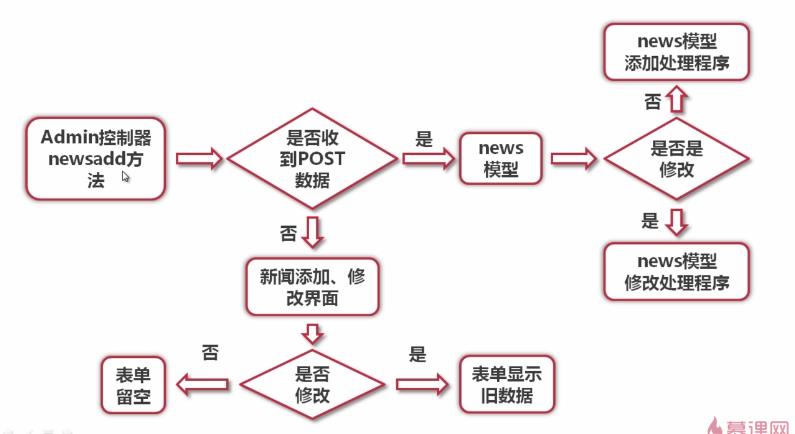 news模型
添加处理程序
否
Admin控制器
newsadd方
法
是否收
到POST
数据
是
news
模型
是否是
修改
是
news模型
修改处理程序
否
新闻添加、修
改界面
否
表单
留空
是否
修改
是
表单显示
旧数据
慕课网